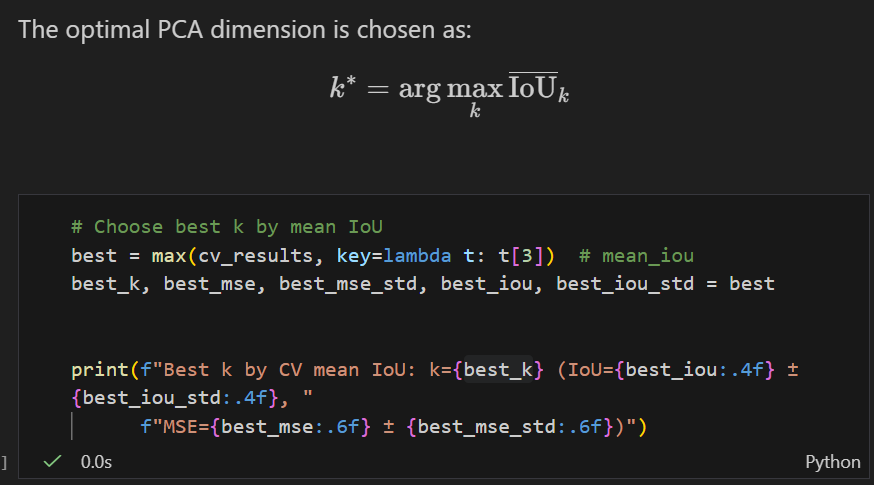 The optimal PCA dimension is chosen as:
k* = arg max IoU_k
k
# Choose best k by mean IoU
best = max(cv_results, key=lambda t: t[3])  # mean_iou
best_k, best_mse, best_mse_std, best_iou, best_iou_std = best
print(f"Best k by CV mean IoU: k={best_k} (IoU={best_iou:.4f} ±
{best_iou_std:.4f}, "
f"MSE={best_mse:.6f} ± {best_mse_std:.6f})")
] ✓ 0.0s Python